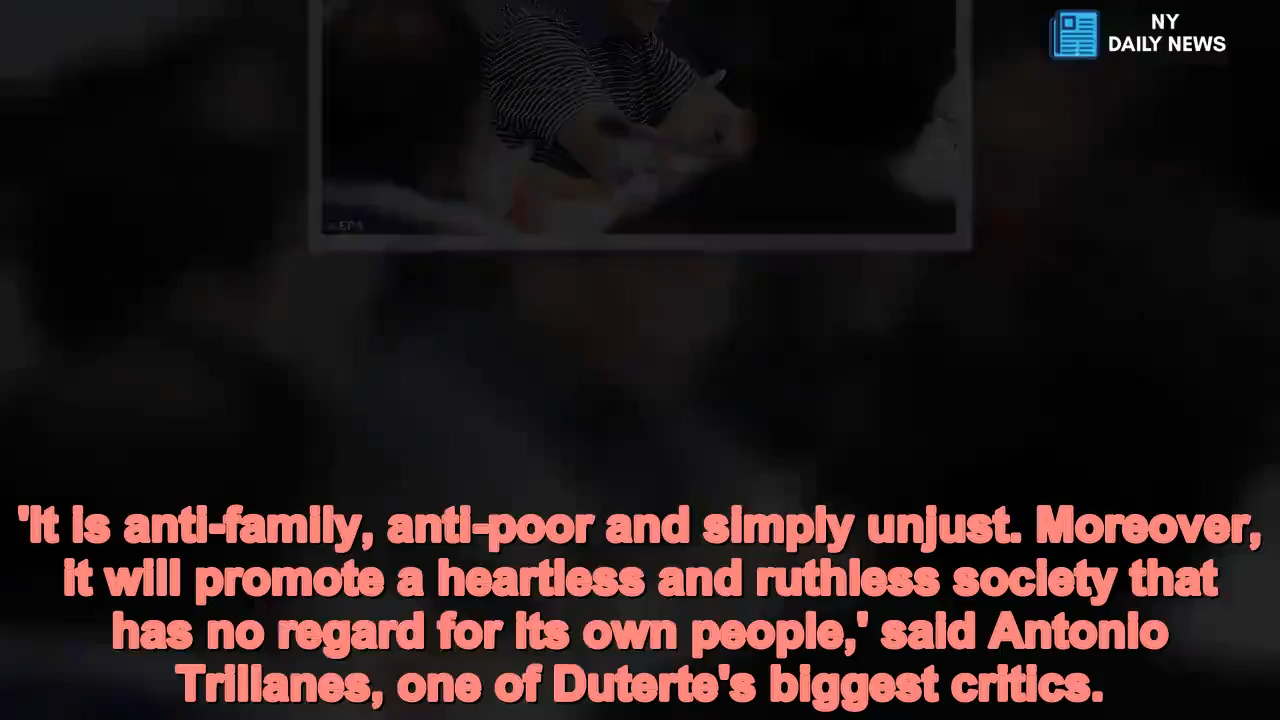 NY
DAILY NEWS
EPA
'It is anti-family, anti-poor and simply unjust. Moreover,
it will promote a heartless and ruthless society that
has no regard for its own people,' said Antonio
Trillanes, one of Duterte's biggest critics.